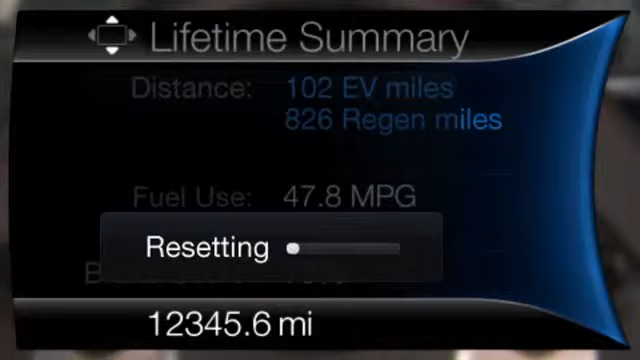 Lifetime Summary
Distance: 102 EV miles
826 Regen miles
Fuel Use: 47.8 MPG
Resetting
12345.6 mi